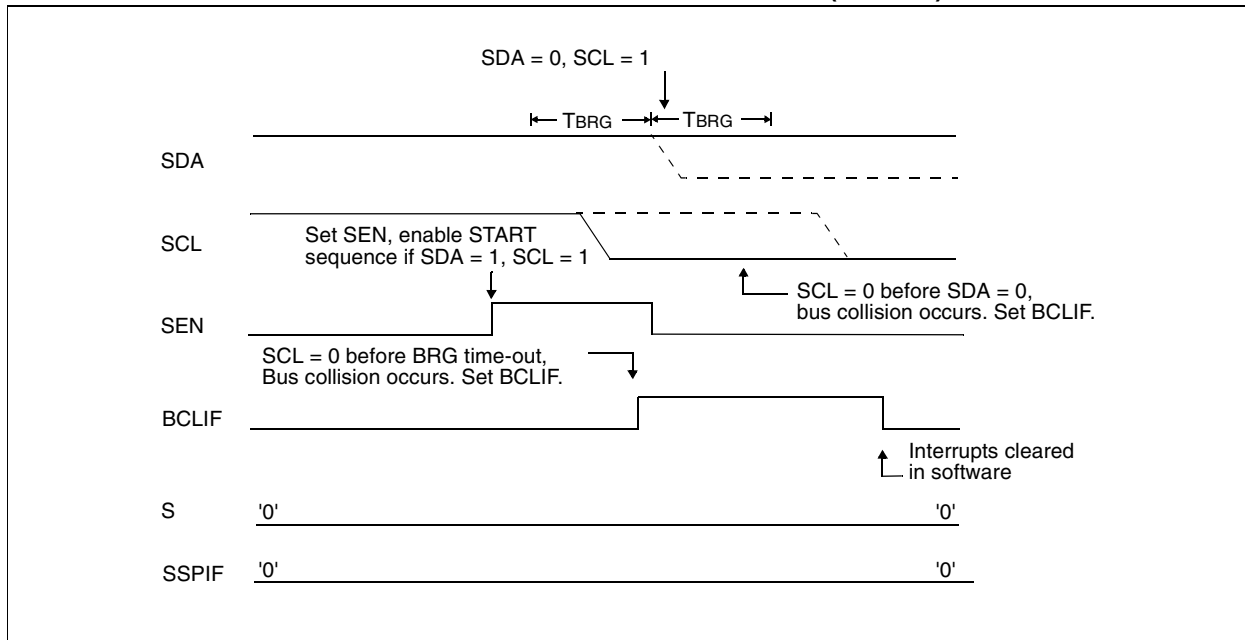 SDA = 0, SCL = 1
TBRG TBRG
SDA
SCL
Set SEN, enable START
sequence if SDA = 1, SCL = 1
SCL = 0 before SDA = 0,
bus collision occurs. Set BCLIF.
SEN
SCL = 0 before BRG time-out,
Bus collision occurs. Set BCLIF.
BCLIF
Interrupts cleared
in software
S '0' '0'
SSPIF '0' '0'